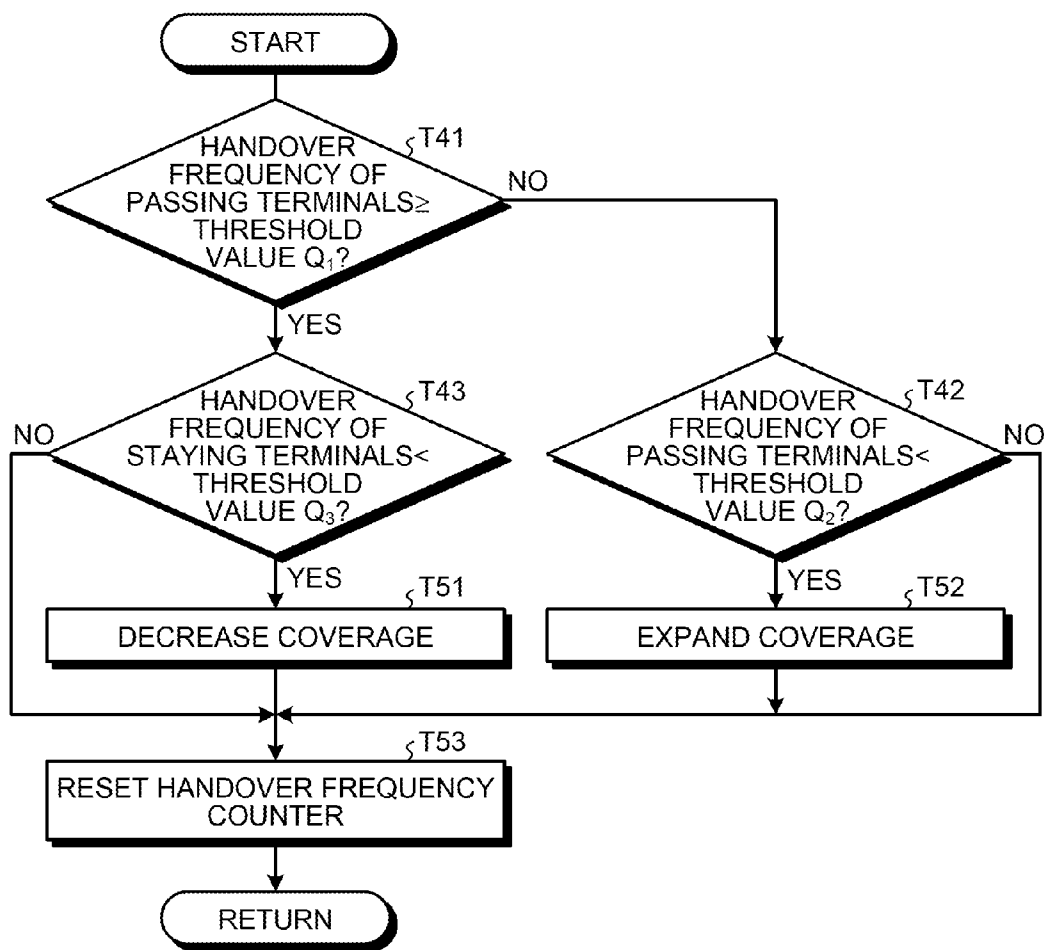 START
T41
HANDOVER
FREQUENCY OF
PASSING TERMINALS≥
THRESHOLD
VALUE Q₁?
NO
YES
T43
HANDOVER
FREQUENCY OF
STAYING TERMINALS<
THRESHOLD
VALUE Q₃?
NO
YES
T42
HANDOVER
FREQUENCY OF
PASSING TERMINALS<
THRESHOLD
VALUE Q₂?
NO
YES
T51
DECREASE COVERAGE
T52
EXPAND COVERAGE
T53
RESET HANDOVER FREQUENCY
COUNTER
RETURN